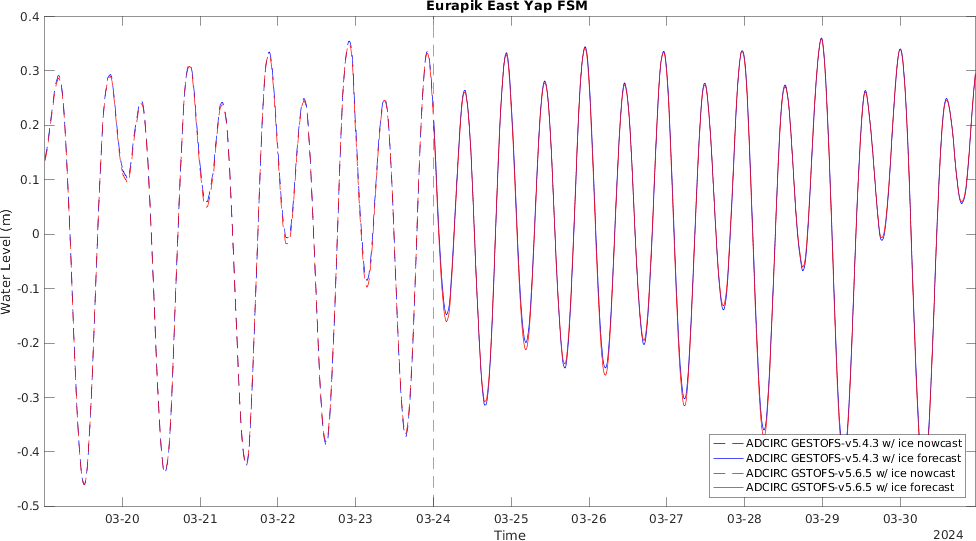 Eurapik East Yap FSM
0.4
0.3
0.2
0.1
0
-0.1
-0.2
-0.3
-0.4
-0.5
Water Level (m)
ADCIRC GESTOFS-v5.4.3 w/ ice nowcast
ADCIRC GESTOFS-v5.4.3 w/ ice forecast
ADCIRC GSTOFS-v5.6.5 w/ ice nowcast
ADCIRC GSTOFS-v5.6.5 w/ ice forecast
03-20 03-21 03-22 03-23 03-24 03-25 03-26 03-27 03-28 03-29 03-30
Time
2024